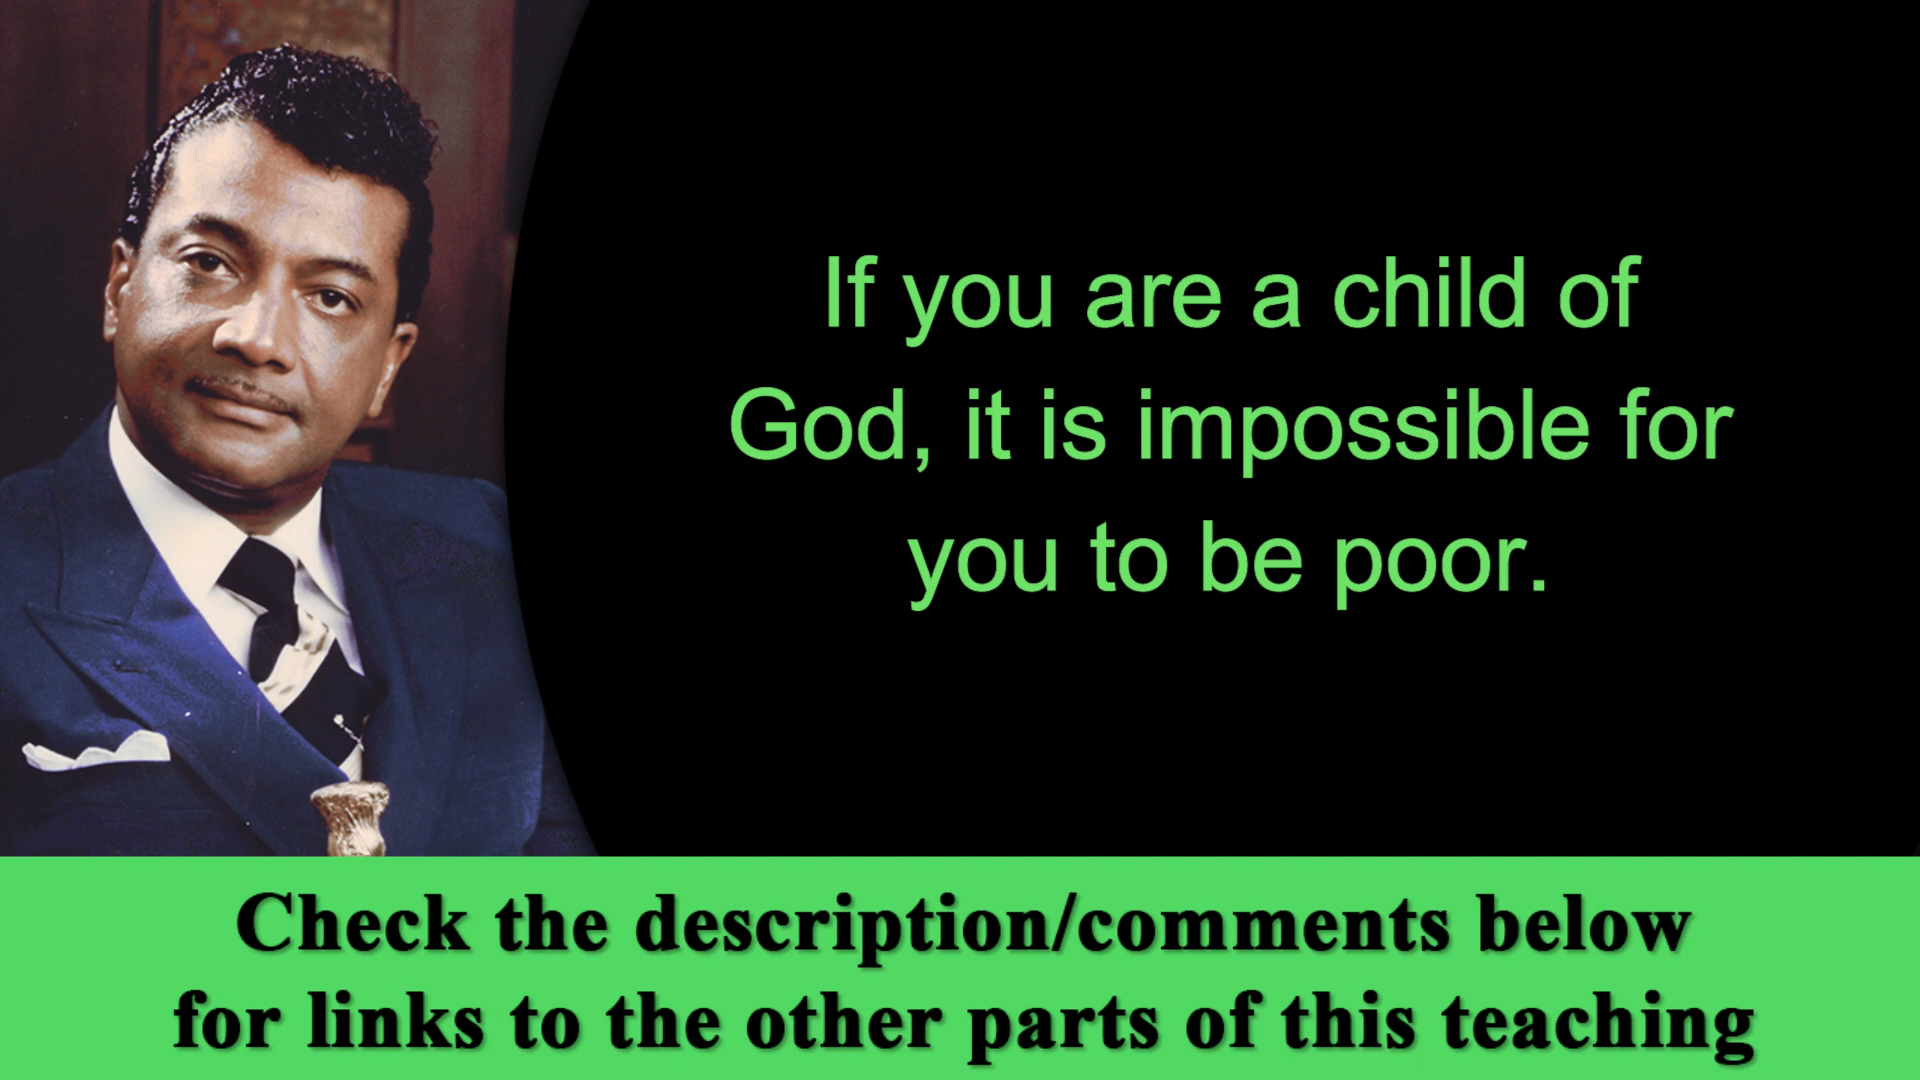 If you are a child of
God, it is impossible for
you to be poor.
Check the description/comments below
for links to the other parts of this teaching